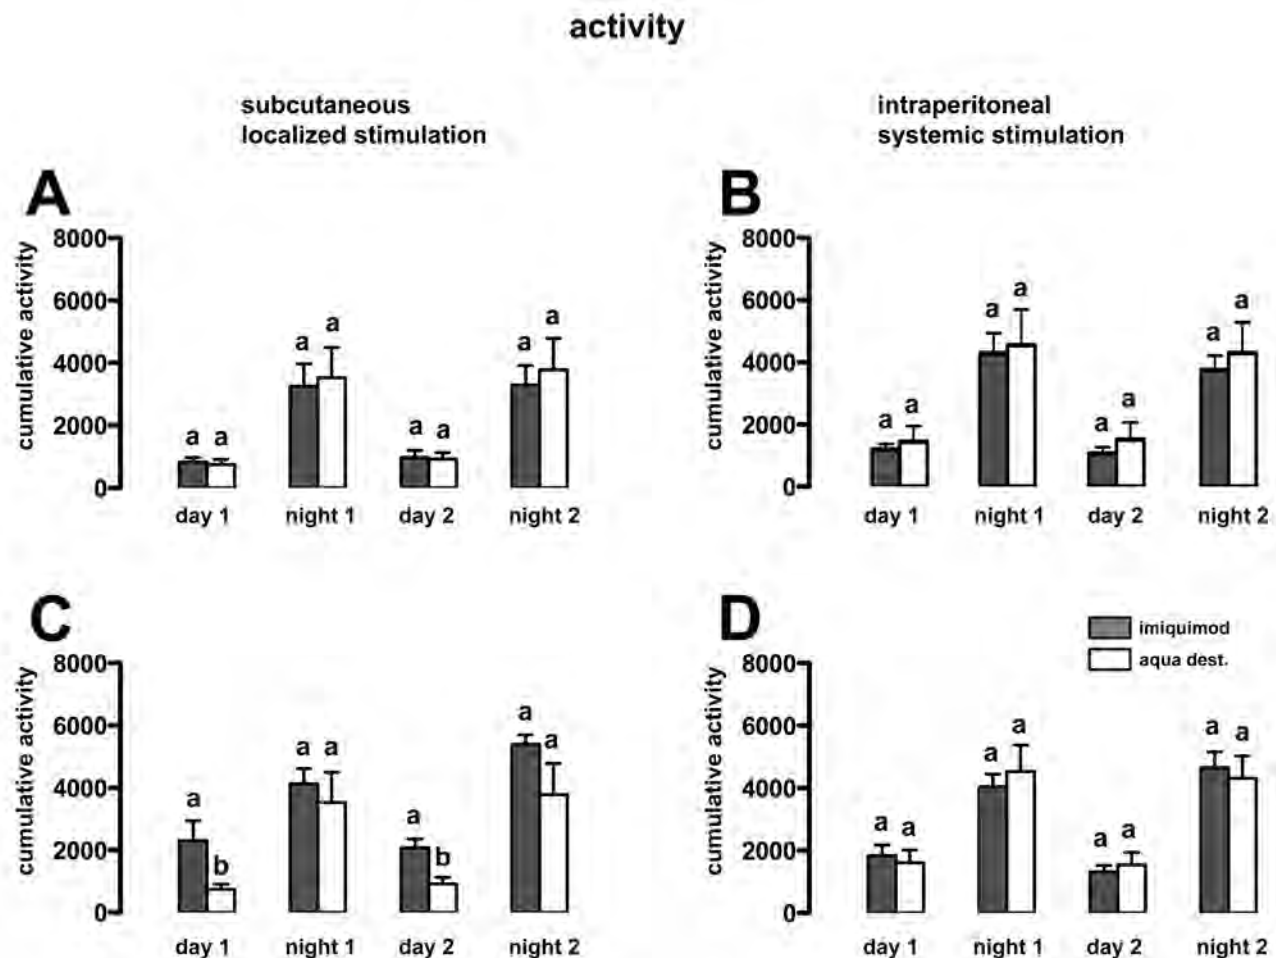 activity
subcutaneous
localized stimulation
intraperitoneal
systemic stimulation
A
cumulative activity
8000
6000
4000
2000
0
a a
a a
a a
a a
day 1 night 1 day 2 night 2
B
cumulative activity
8000
6000
4000
2000
0
a a
a a
a a
a a
day 1 night 1 day 2 night 2
C
cumulative activity
8000
6000
4000
2000
0
a b
a a
a b
a a
day 1 night 1 day 2 night 2
D
imiquimod
aqua dest.
cumulative activity
8000
6000
4000
2000
0
a a
a a
a a
a a
day 1 night 1 day 2 night 2